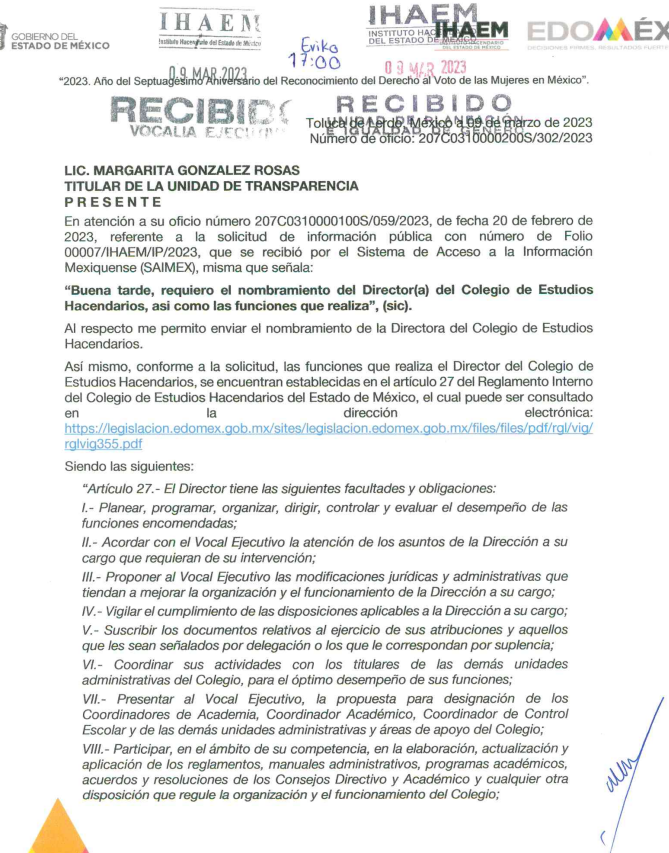 GOBIERNO DEL
ESTADO DE MÉXICO
IHAEM
Instituto Hacendario del Estado de México
IHAEM
INSTITUTO HAC
DEL ESTADO DE
IHAEM
EDOMÉX
DECISIONES FIRMES, RESULTADOS FUERTES
Erika
17:00
09 MAR 2023
09 MAR 2023
“2023. Año del Septuagésimo Aniversario del Reconocimiento del Derecho al Voto de las Mujeres en México”.
RECIBIDO
VOCALIA EJECUTIVA
RECIBIDO
E IGUALDAD DE GENERO
Toluca de Lerdo, México a 09 de marzo de 2023
Número de oficio: 207C0310000200S/302/2023
LIC. MARGARITA GONZALEZ ROSAS
TITULAR DE LA UNIDAD DE TRANSPARENCIA
P R E S E N T E
En atención a su oficio número 207C0310000100S/059/2023, de fecha 20 de febrero de
2023, referente a la solicitud de información pública con número de Folio
00007/IHAEM/IP/2023, que se recibió por el Sistema de Acceso a la Información
Mexiquense (SAIMEX), misma que señala:
“Buena tarde, requiero el nombramiento del Director(a) del Colegio de Estudios
Hacendarios, asi como las funciones que realiza”, (sic).
Al respecto me permito enviar el nombramiento de la Directora del Colegio de Estudios
Hacendarios.
Así mismo, conforme a la solicitud, las funciones que realiza el Director del Colegio de
Estudios Hacendarios, se encuentran establecidas en el artículo 27 del Reglamento Interno
del Colegio de Estudios Hacendarios del Estado de México, el cual puede ser consultado
en la dirección electrónica:
https://legislacion.edomex.gob.mx/sites/legislacion.edomex.gob.mx/files/files/pdf/rgl/vig/
rglvig355.pdf
Siendo las siguientes:
“Artículo 27.- El Director tiene las siguientes facultades y obligaciones:
I.- Planear, programar, organizar, dirigir, controlar y evaluar el desempeño de las
funciones encomendadas;
II.- Acordar con el Vocal Ejecutivo la atención de los asuntos de la Dirección a su
cargo que requieran de su intervención;
III.- Proponer al Vocal Ejecutivo las modificaciones jurídicas y administrativas que
tiendan a mejorar la organización y el funcionamiento de la Dirección a su cargo;
IV.- Vigilar el cumplimiento de las disposiciones aplicables a la Dirección a su cargo;
V.- Suscribir los documentos relativos al ejercicio de sus atribuciones y aquellos
que les sean señalados por delegación o los que le correspondan por suplencia;
VI.- Coordinar sus actividades con los titulares de las demás unidades
administrativas del Colegio, para el óptimo desempeño de sus funciones;
VII.- Presentar al Vocal Ejecutivo, la propuesta para designación de los
Coordinadores de Academia, Coordinador Académico, Coordinador de Control
Escolar y de las demás unidades administrativas y áreas de apoyo del Colegio;
VIII.- Participar, en el ámbito de su competencia, en la elaboración, actualización y
aplicación de los reglamentos, manuales administrativos, programas académicos,
acuerdos y resoluciones de los Consejos Directivo y Académico y cualquier otra
disposición que regule la organización y el funcionamiento del Colegio;